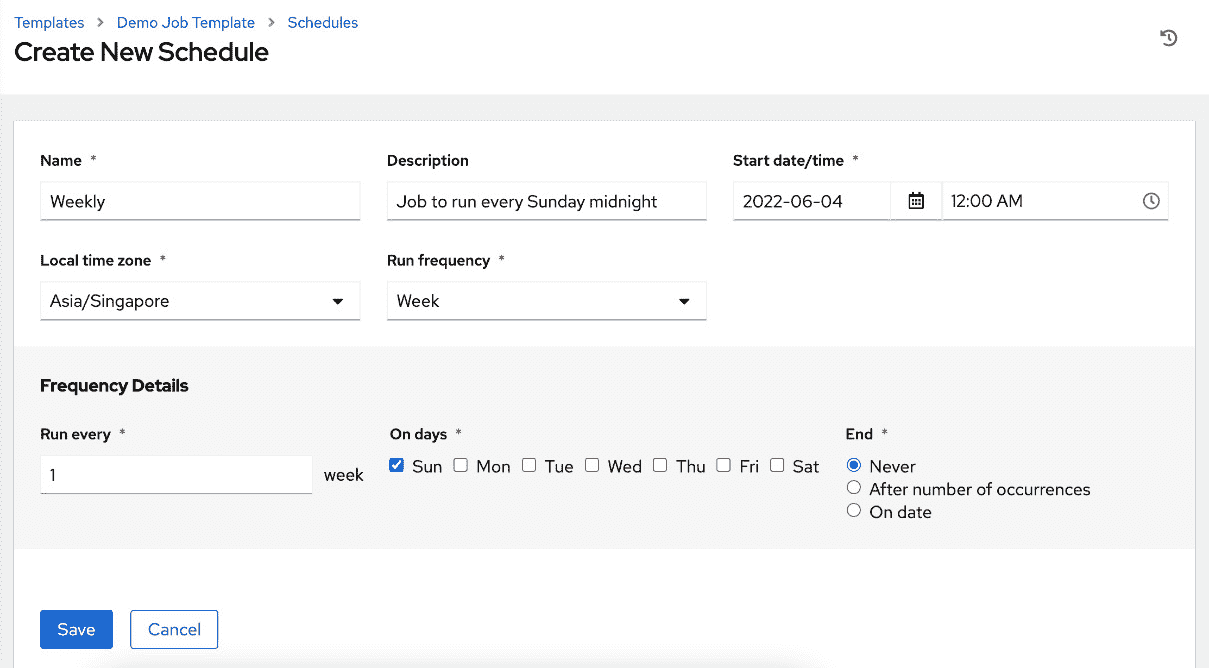 Templates > Demo Job Template > Schedules
Create New Schedule
Name * Description Start date/time *
Weekly Job to run every Sunday midnight 2022-06-04 12:00 AM
Local time zone * Run frequency *
Asia/Singapore Week
Frequency Details
Run every * On days * End *
1 week Sun Mon Tue Wed Thu Fri Sat Never
After number of occurrences
On date
Save Cancel